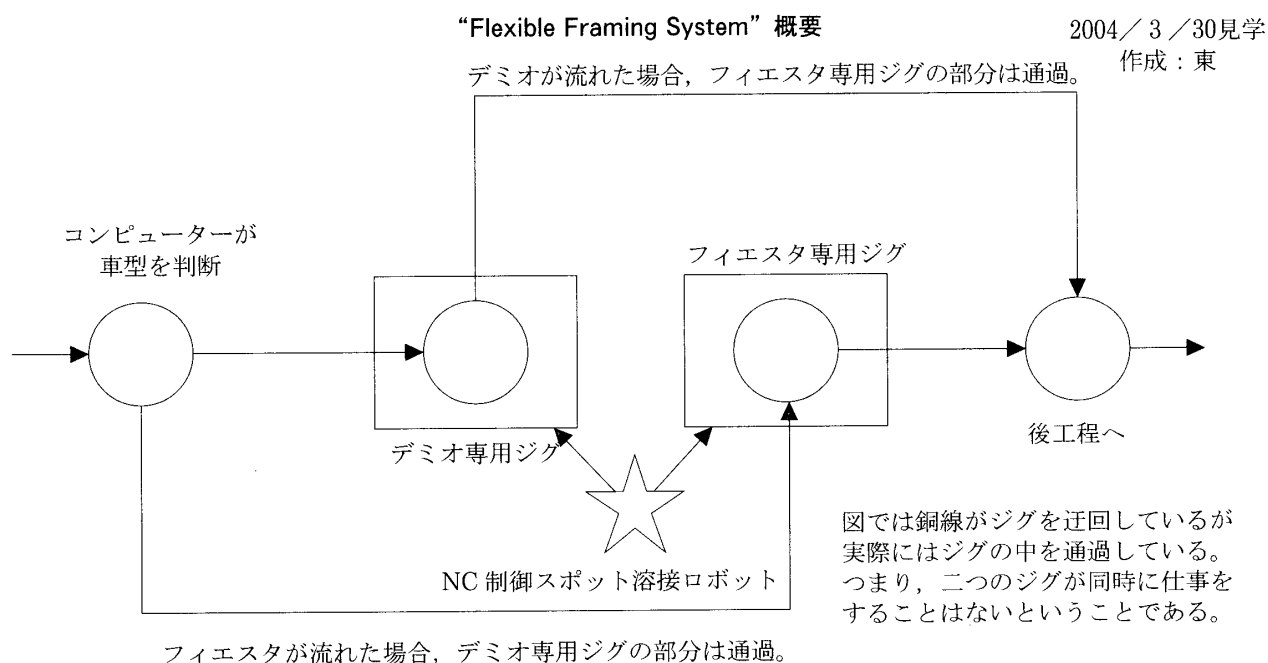 “Flexible Framing System” 概要
2004／3／30見学
作成：東
デミオが流れた場合，フィエスタ専用ジグの部分は通過。
コンピューターが
車型を判断
フィエスタ専用ジグ
デミオ専用ジグ
後工程へ
NC 制御スポット溶接ロボット
図では銅線がジグを迂回しているが
実際にはジグの中を通過している。
つまり，二つのジグが同時に仕事を
することはないということである。
フィエスタが流れた場合，デミオ専用ジグの部分は通過。